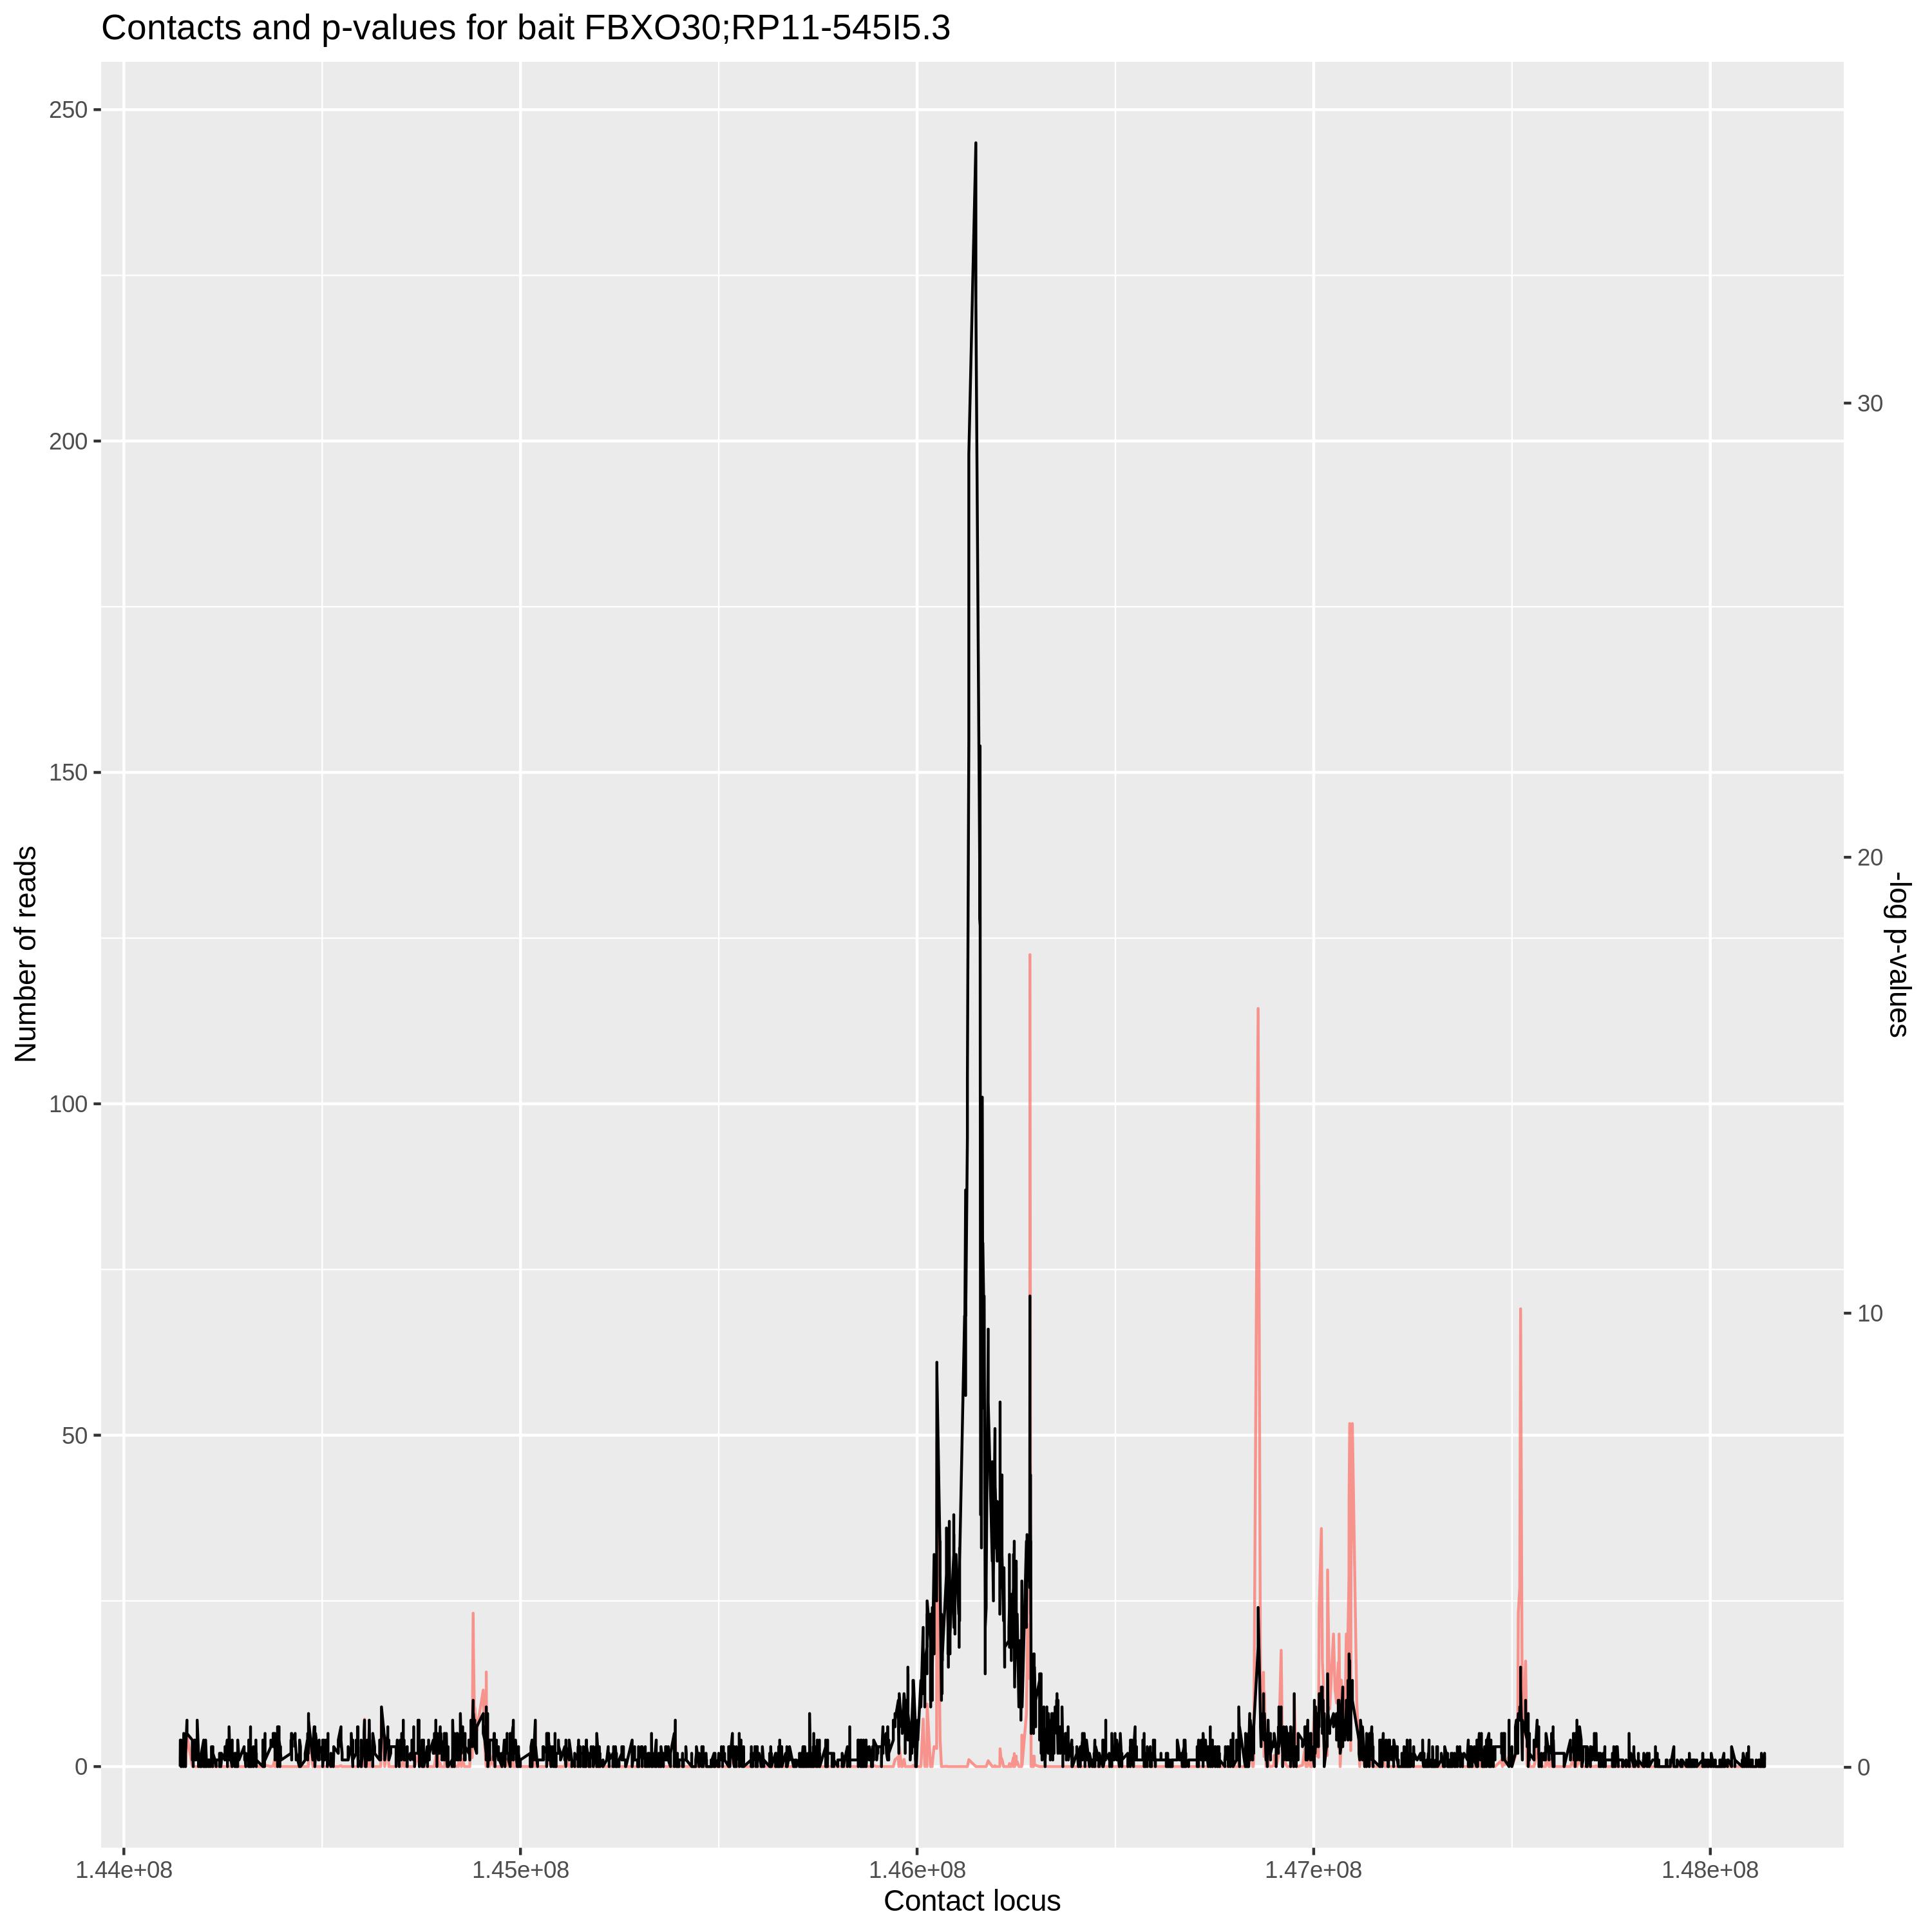 Contacts and p-values for bait FBXO30;RP11-545I5.3
250
200
150
100
50
0
Number of reads
30
20
10
0
-log p-values
1.44e+08
1.45e+08
1.46e+08
1.47e+08
1.48e+08
Contact locus